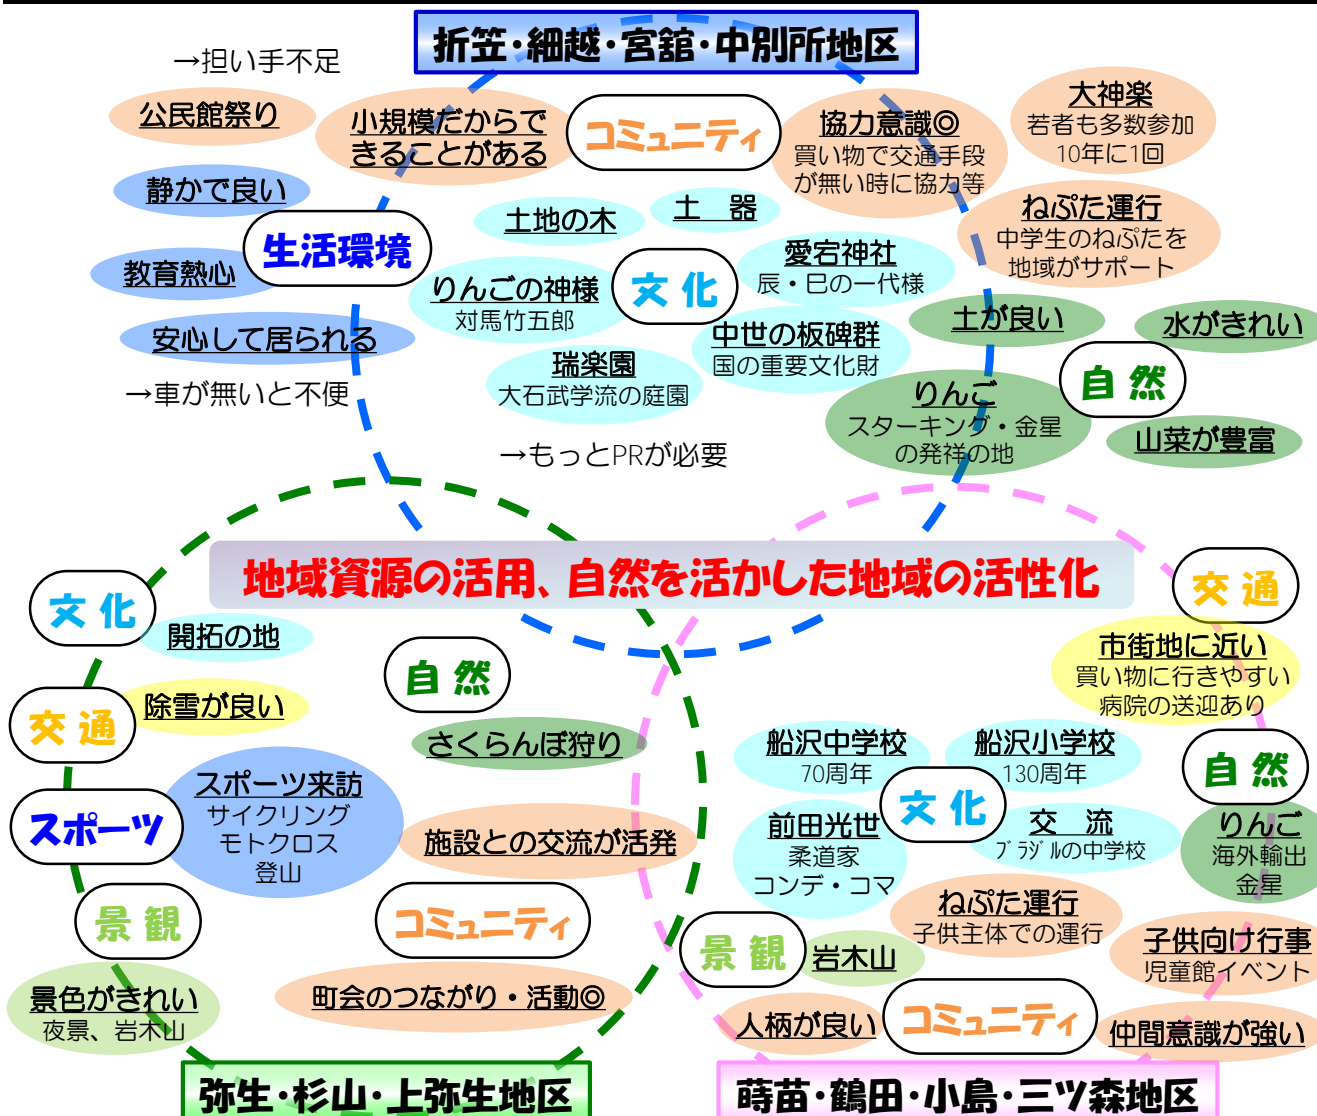 折笠・細越・宮舘・中別所地区
→担い手不足
公民館祭り
小規模だからで
きることがある
コミュニティ
協力意識◎
買い物で交通手段
が無い時に協力等
大神楽
若者も多数参加
10年に1回
静かで良い
生活環境
教育熱心
安心して居られる
→車が無いと不便
土地の木
土　器
文化
りんごの神様
対馬竹五郎
愛宕神社
辰・巳の一代様
瑞楽園
大石武学流の庭園
中世の板碑群
国の重要文化財
→もっとPRが必要
ねぷた運行
中学生のねぷたを
地域がサポート
土が良い
水がきれい
自然
りんご
スターキング・金星
の発祥の地
山菜が豊富
地域資源の活用、自然を活かした地域の活性化
文化
開拓の地
交通
除雪が良い
自然
さくらんぼ狩り
スポーツ
スポーツ来訪
サイクリング
モトクロス
登山
施設との交流が活発
コミュニティ
景観
景色がきれい
夜景、岩木山
町会のつながり・活動◎
弥生・杉山・上弥生地区
交通
市街地に近い
買い物に行きやすい
病院の送迎あり
船沢中学校
70周年
船沢小学校
130周年
文化
前田光世
柔道家
コンデ・コマ
交　流
ブラジルの中学校
自然
りんご
海外輸出
金星
ねぷた運行
子供主体での運行
景観
岩木山
子供向け行事
児童館イベント
人柄が良い
コミュニティ
仲間意識が強い
蒔苗・鶴田・小島・三ツ森地区